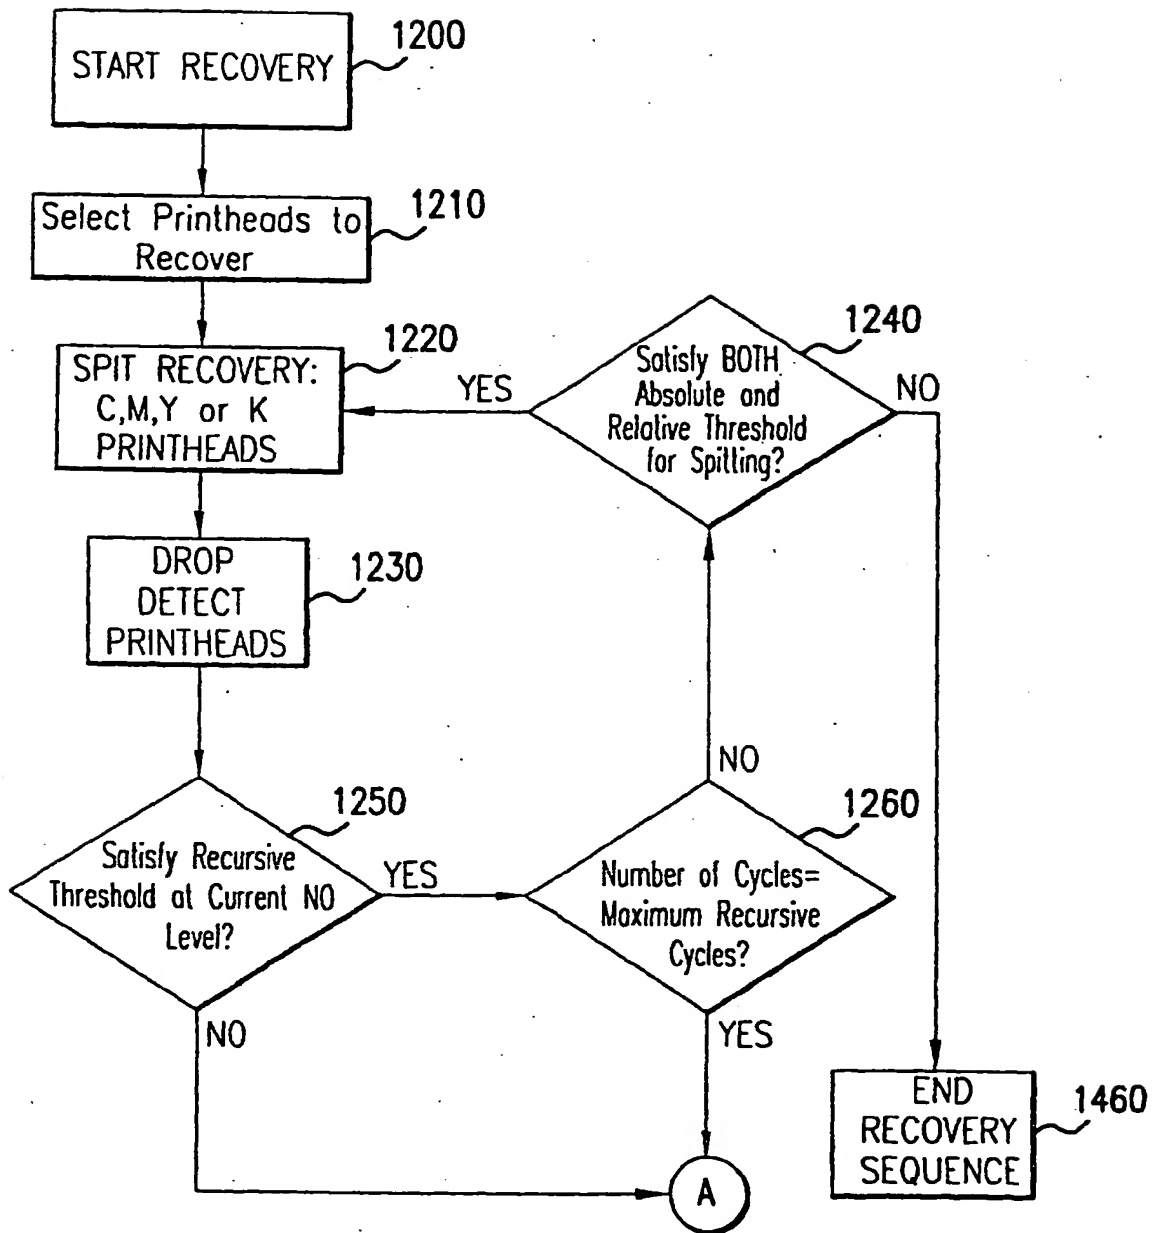 START RECOVERY
1200
Select Printheads to
Recover
1210
SPIT RECOVERY:
C,M,Y or K
PRINTHEADS
1220
YES
Satisfy BOTH
Absolute and
Relative Threshold
for Spitting?
1240
NO
DROP
DETECT
PRINTHEADS
1230
NO
Satisfy Recursive
Threshold at Current NO
Level?
1250
YES
Number of Cycles=
Maximum Recursive
Cycles?
1260
NO
YES
END
RECOVERY
SEQUENCE
1460
A